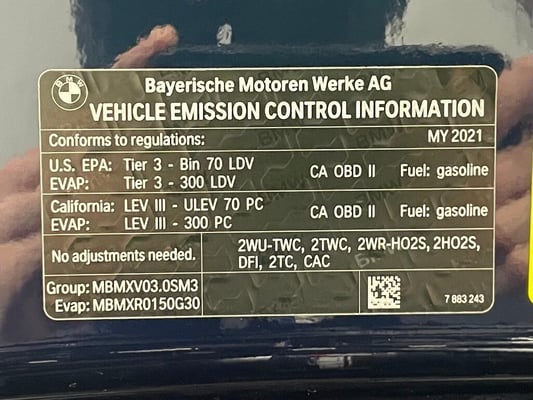 BMW
Bayerische Motoren Werke AG
VEHICLE EMISSION CONTROL INFORMATION
Conforms to regulations: MY 2021
U.S. EPA: Tier 3 - Bin 70 LDV CA OBD II Fuel: gasoline
EVAP: Tier 3 - 300 LDV
California: LEV III - ULEV 70 PC CA OBD II Fuel: gasoline
EVAP: LEV III - 300 PC
No adjustments needed. 2WU-TWC, 2TWC, 2WR-HO2S, 2HO2S,
DFI, 2TC, CAC
Group: MBMXV03.0SM3
Evap: MBMXR0150G30 7 883 243